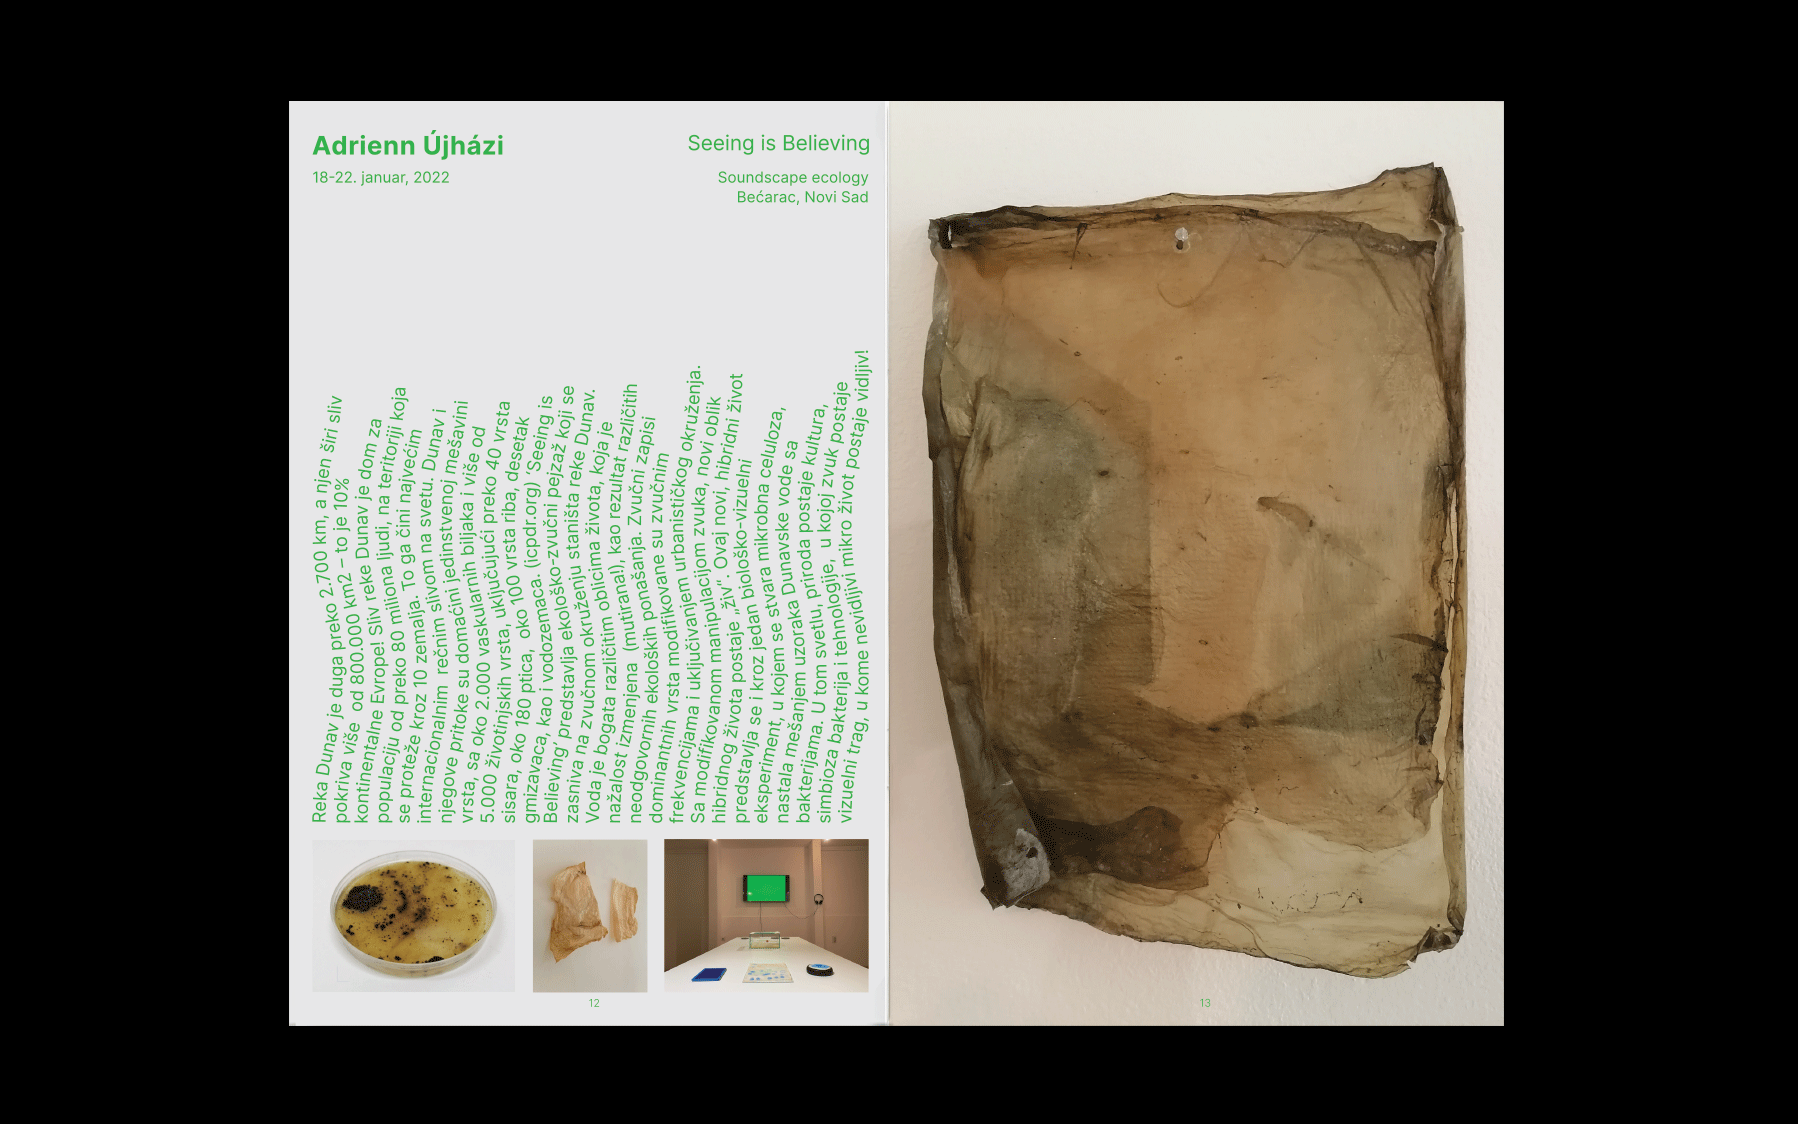 Adrienn Újházi
18-22. januar, 2022
Seeing is Believing
Soundscape ecology
Bećarac, Novi Sad
Reka Dunav je duga preko 2.700 km, a njen širi sliv
pokriva više  od 800.000 km2 – to je 10%
kontinentalne Evrope! Sliv reke Dunav je dom za
populaciju od preko 80 miliona ljudi, na teritoriji koja
se proteže kroz 10 zemalja. To ga čini najvećim
internacionalnim  rečnim slivom na svetu. Dunav i
njegove pritoke su domaćini jedinstvenoj mešavini
vrsta, sa oko 2.000 vaskularnih biljaka i više od
5.000 životinjskih vrsta, uključujući preko 40 vrsta
sisara, oko 180 ptica, oko 100 vrsta riba, desetak
gmizavaca, kao i vodozemaca. (icpdr.org) ‘Seeing is
Believing’ predstavlja ekološko-zvučni pejzaž koji se
zasniva na zvučnom okruženju staništa reke Dunav.
Voda je bogata različitim oblicima života, koja je
nažalost izmenjena  (mutirana!), kao rezultat različitih
neodgovornih ekoloških ponašanja. Zvučni zapisi
dominantnih vrsta modifikovane su zvučnim
frekvencijama i uključivanjem urbanističkog okruženja.
Sa modifikovanom manipulacijom zvuka, novi oblik
hibridnog života postaje „živ“. Ovaj novi, hibridni život
predstavlja se i kroz jedan biološko-vizuelni
eksperiment, u kojem se stvara mikrobna celuloza,
nastala mešanjem uzoraka Dunavske vode sa
bakterijama. U tom svetlu, priroda postaje kultura,
simbioza bakterija i tehnologije,  u kojoj zvuk postaje
vizuelni trag, u kome nevidljivi mikro život postaje vidljiv!
12
13